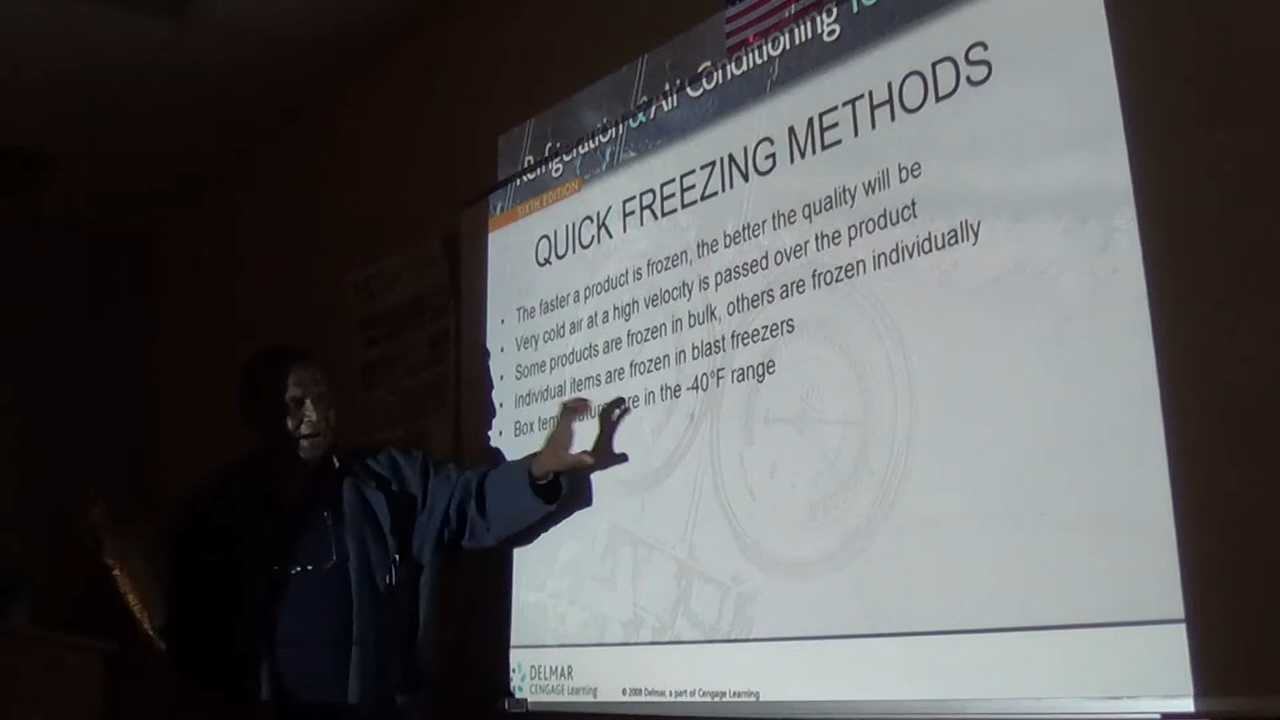 Refrigeration & Air Conditioning
SIXTH EDITION
QUICK FREEZING METHODS
• The faster a product is frozen, the better the quality will be
• Very cold air at a high velocity is passed over the product
• Some products are frozen in bulk, others are frozen individually
• Individual items are frozen in blast freezers
• Box are in the -40°F range
DELMAR
CENGAGE Learning
© 2008 Delmar, a part of Cengage Learning